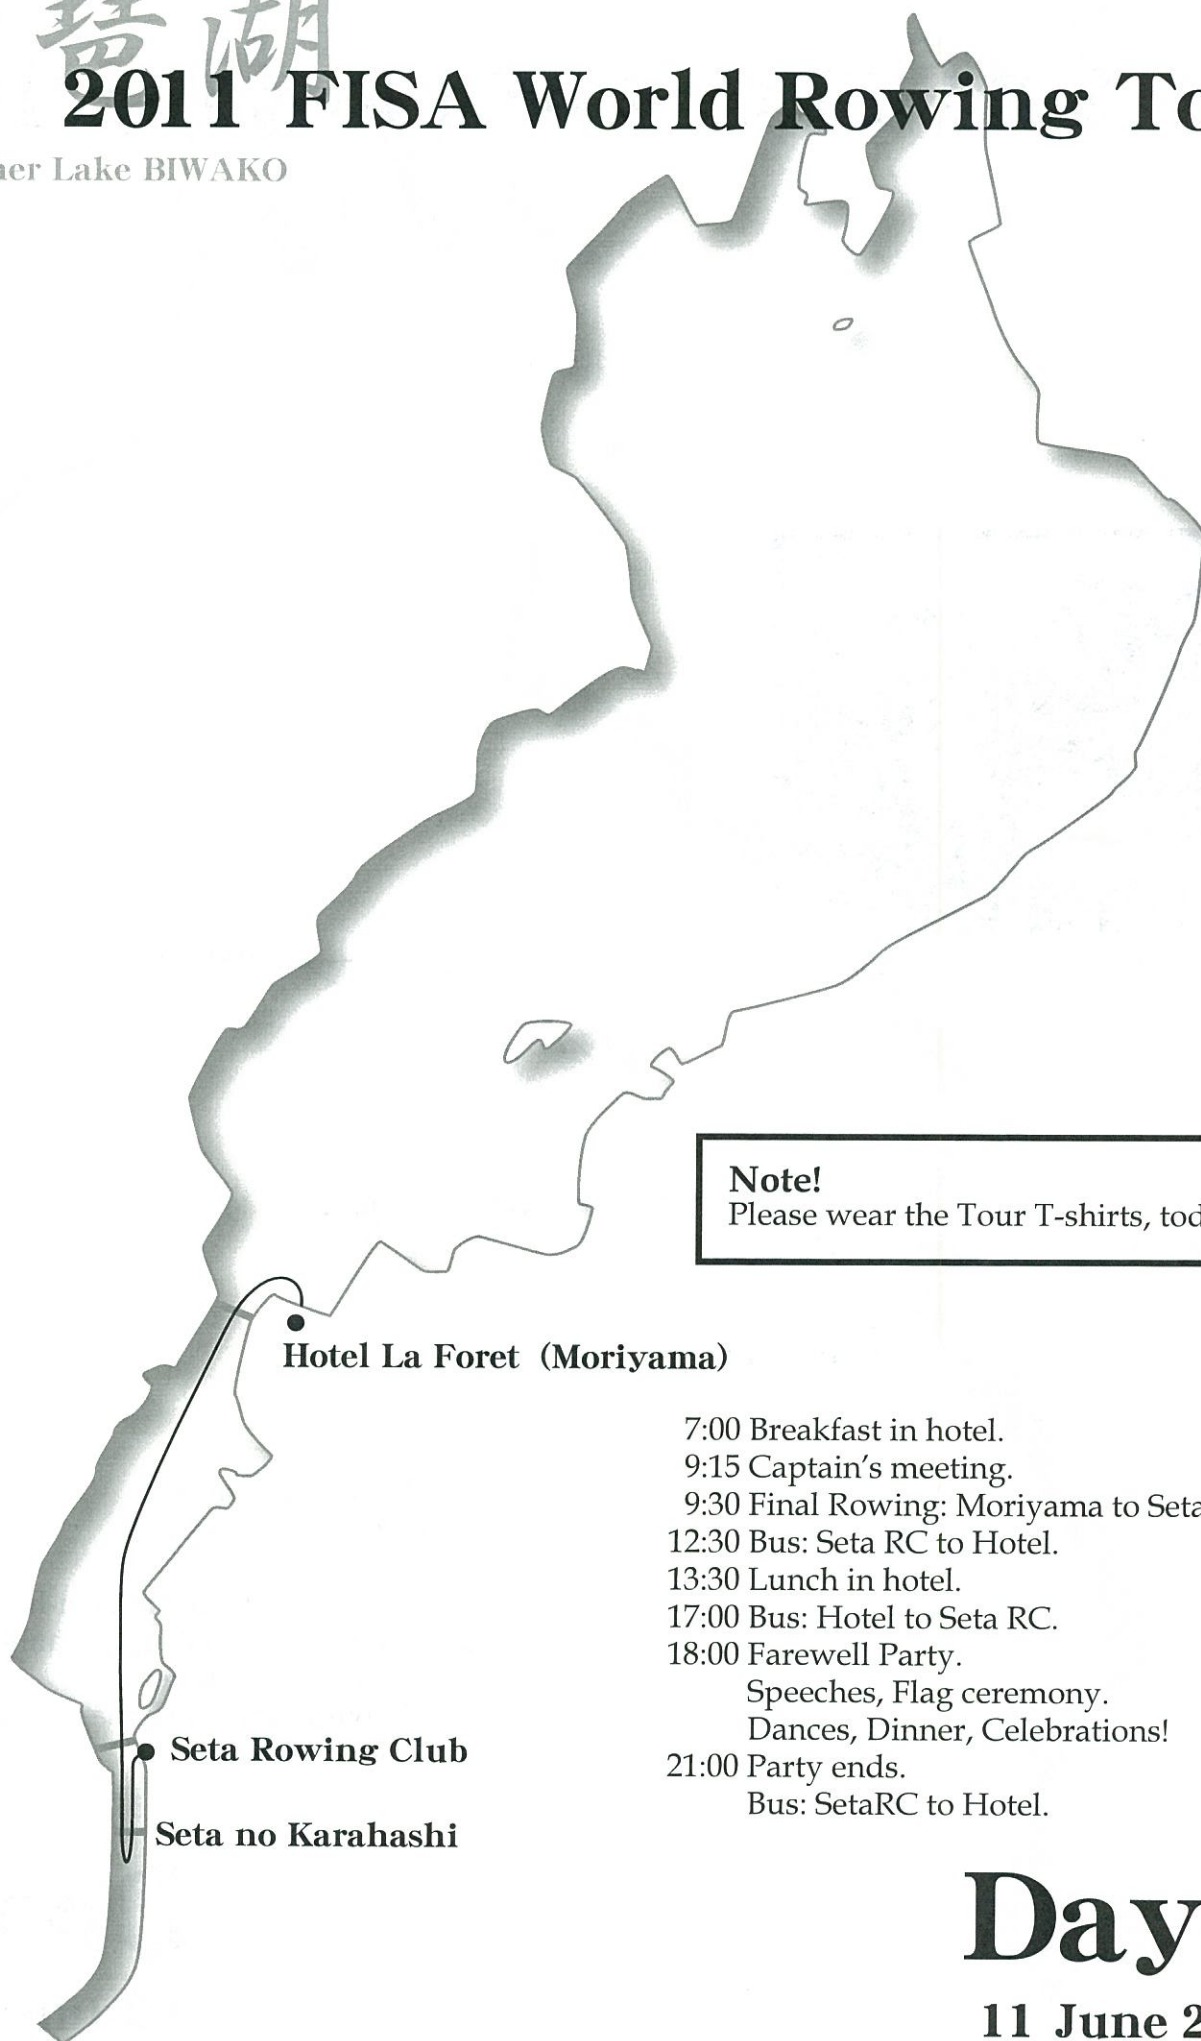 琵湖
2011 FISA World Rowing To
ner Lake BIWAKO
Note!
Please wear the Tour T-shirts, tod
Hotel La Foret (Moriyama)
7:00 Breakfast in hotel.
9:15 Captain's meeting.
9:30 Final Rowing: Moriyama to Seta
12:30 Bus: Seta RC to Hotel.
13:30 Lunch in hotel.
17:00 Bus: Hotel to Seta RC.
18:00 Farewell Party.
Speeches, Flag ceremony.
Dances, Dinner, Celebrations!
21:00 Party ends.
Bus: SetaRC to Hotel.
Seta Rowing Club
Seta no Karahashi
Day
11 June 2